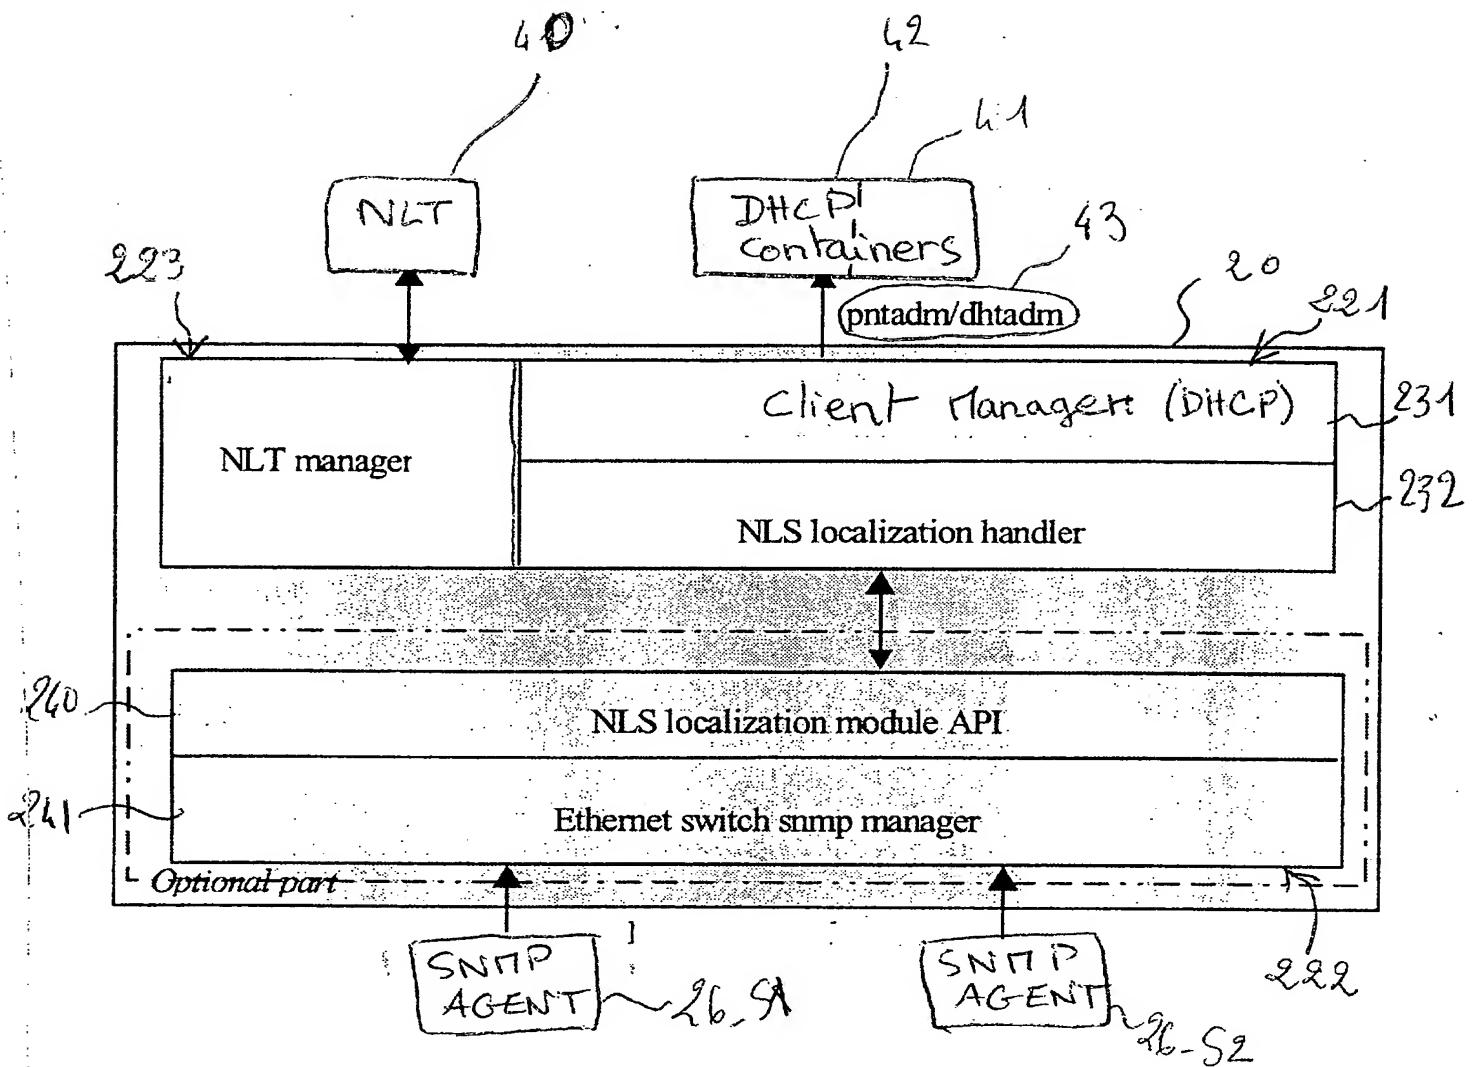 40
42
41
NLT
DHCP
containers
43
223
20
pntadm/dhtadm
221
Client Manager (DHCP)
231
NLT manager
232
NLS localization handler
240
NLS localization module API
241
Ethernet switch snmp manager
Optional part
SNMP
AGENT
26-S1
SNMP
AGENT
222
26-S2